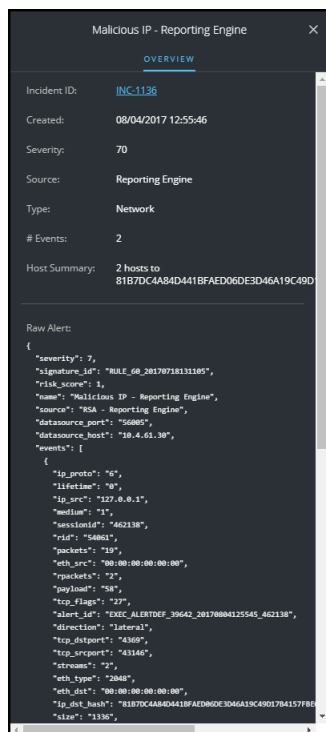 Malicious IP - Reporting Engine
OVERVIEW
Incident ID: INC-1136
Created: 08/04/2017 12:55:46
Severity: 70
Source: Reporting Engine
Type: Network
# Events: 2
Host Summary: 2 hosts to
81B7DC4A84D441BFAED06DE3D46A19C49D1
Raw Alert:
{
"severity": 7,
"signature_id": "RULE_60_20170718131105",
"risk_score": 1,
"name": "Malicious IP - Reporting Engine",
"source": "RSA - Reporting Engine",
"datasource_port": "56005",
"datasource_host": "10.4.61.30",
"events": [
{
"ip_proto": "6",
"lifetime": "0",
"ip_src": "127.0.0.1",
"medium": "1",
"sessionid": "462138",
"rid": "54061",
"packets": "19",
"eth_src": "00:00:00:00:00:00",
"rpackets": "2",
"payload": "58",
"tcp_flags": "27",
"alert_id": "EXEC_ALERTDEF_39642_20170804125545_462138",
"direction": "lateral",
"tcp_dstport": "4369",
"tcp_srcport": "43146",
"streams": "2",
"eth_type": "2048",
"eth_dst": "00:00:00:00:00:00",
"ip_dst_hash": "81B7DC4A84D441BFAED06DE3D46A19C49D17B4157FBE
"size": "1336",